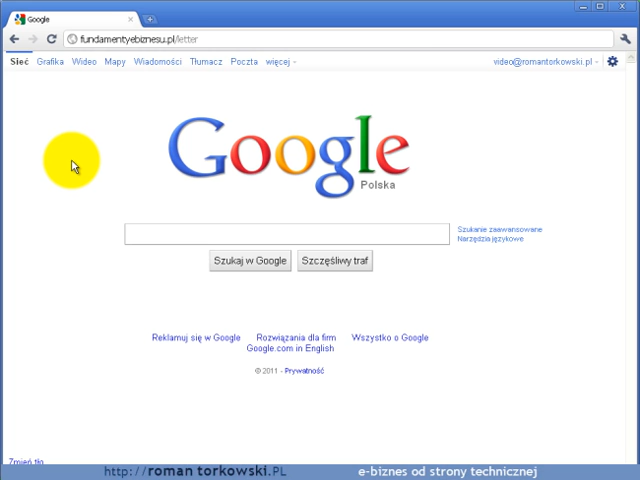 Google
fundamentyebiznesu.pl/letter
Sieć Grafika Wideo Mapy Wiadomości Tłumacz Poczta więcej video@romantorkowski.pl
Google
Polska
Szukanie zaawansowane
Narzędzia językowe
Szukaj w Google Szczęśliwy traf
Reklamuj się w Google Rozwiązania dla firm Wszystko o Google
Google.com in English
© 2011 - Prywatność
Zmień tło
http://roman torkowski.PL e-biznes od strony technicznej